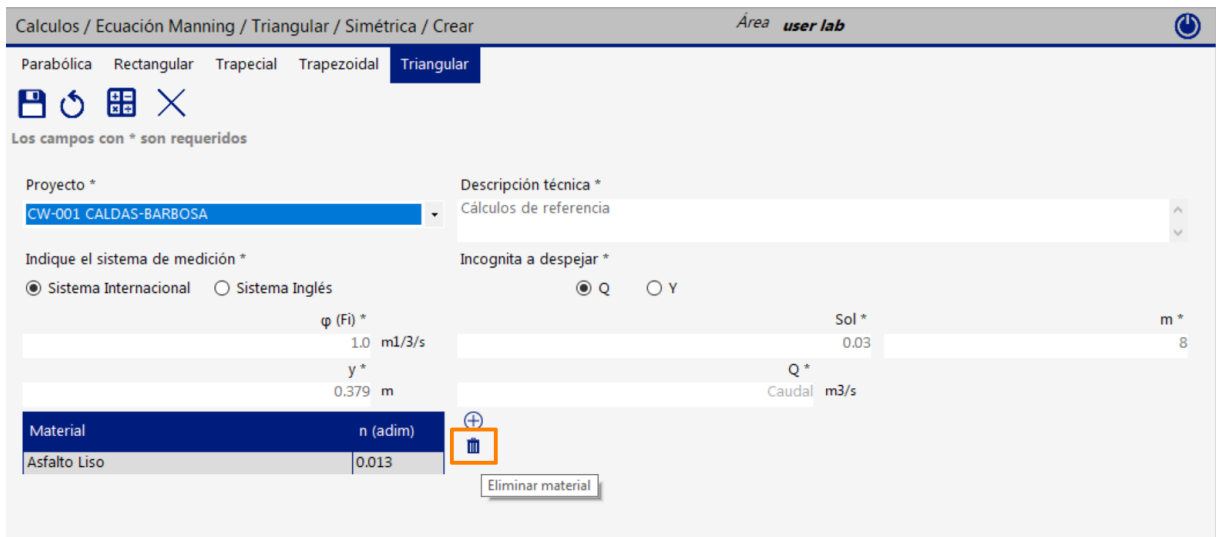 Calculos / Ecuación Manning / Triangular / Simétrica / Crear Área user lab
Parabólica Rectangular Trapecial Trapezoidal Triangular
Los campos con * son requeridos
Proyecto * Descripción técnica *
CW-001 CALDAS-BARBOSA Cálculos de referencia
Indique el sistema de medición * Incognita a despejar *
Sistema Internacional Sistema Inglés Q Y
φ (Fi) * Sol * m *
1.0 m1/3/s 0.03 8
y * Q *
0.379 m Caudal m3/s
Material n (adim)
Asfalto Liso 0.013
Eliminar material